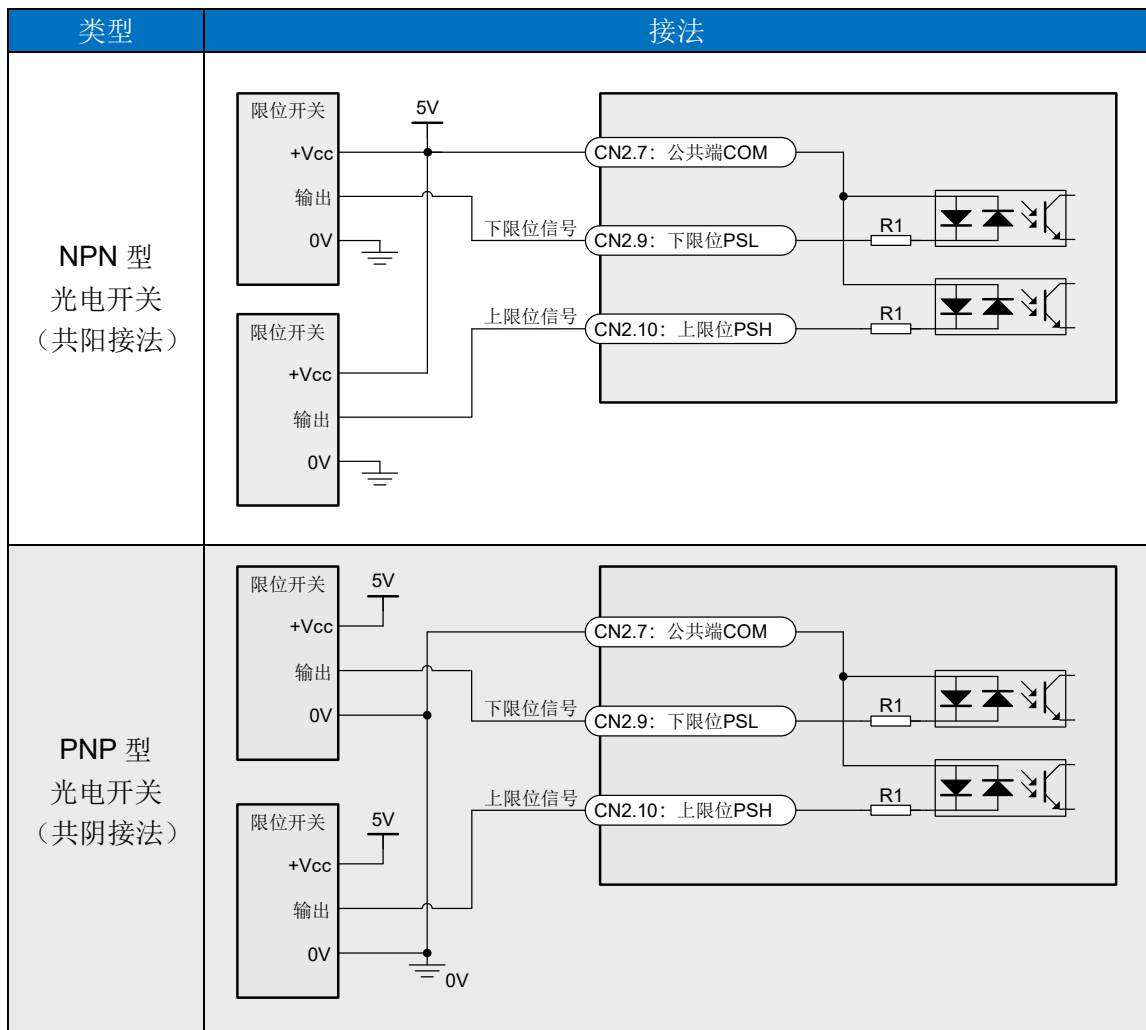 类型
接法
NPN 型
光电开关
（共阳接法）
限位开关
+Vcc
输出
0V
5V
下限位信号
限位开关
+Vcc
输出
0V
上限位信号
CN2.7：公共端COM
CN2.9：下限位PSL
CN2.10：上限位PSH
R1
R1
PNP 型
光电开关
（共阴接法）
限位开关
5V
+Vcc
输出
0V
下限位信号
限位开关
5V
+Vcc
输出
0V
0V
上限位信号
CN2.7：公共端COM
CN2.9：下限位PSL
CN2.10：上限位PSH
R1
R1